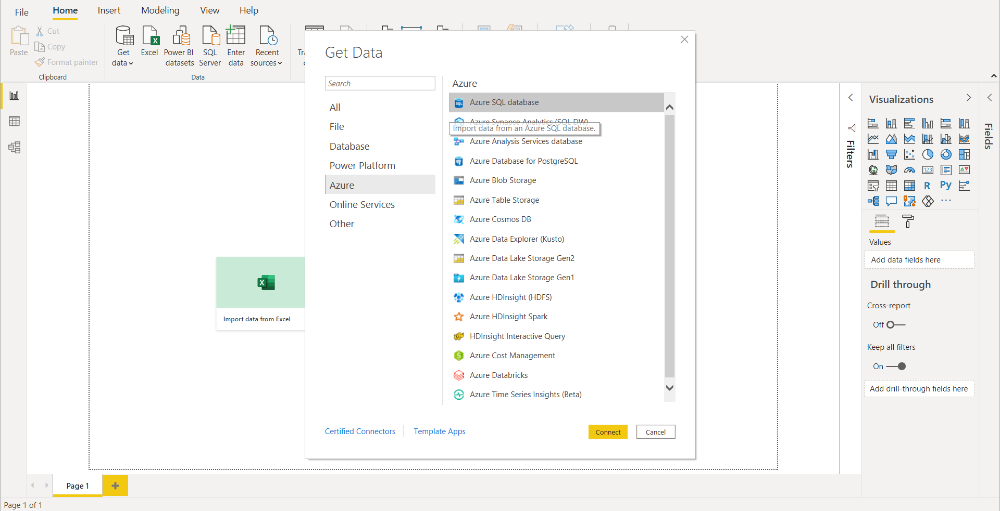 File
Home
Insert
Modeling
View
Help
Paste
Cut
Copy
Format painter
Clipboard
Get data
Excel
Power BI datasets
SQL Server
Enter data
Recent sources
Data
Get Data
Search
All
File
Database
Power Platform
Azure
Online Services
Other
Azure
Azure SQL database
Azure Synapse Analytics (SQL DW)
Import data from an Azure SQL database.
Azure Analysis Services database
Azure Database for PostgreSQL
Azure Blob Storage
Azure Table Storage
Azure Cosmos DB
Azure Data Explorer (Kusto)
Azure Data Lake Storage Gen2
Azure Data Lake Storage Gen1
Azure HDInsight (HDFS)
Azure HDInsight Spark
HDInsight Interactive Query
Azure Cost Management
Azure Databricks
Azure Time Series Insights (Beta)
Certified Connectors
Template Apps
Connect
Cancel
Import data from Excel
Filters
Visualizations
123
R
Py
Values
Add data fields here
Drill through
Cross-report
Off
Keep all filters
On
Add drill-through fields here
Fields
Page 1
Page 1 of 1